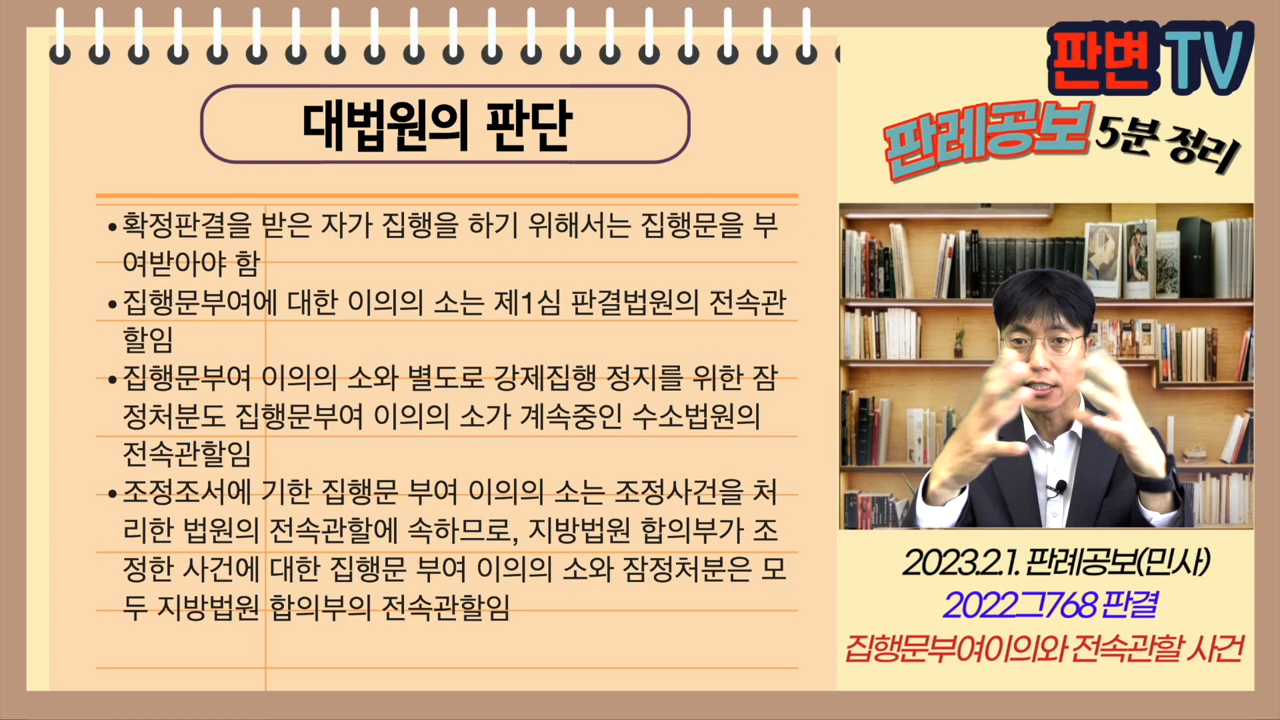 대법원의 판단
•확정판결을 받은 자가 집행을 하기 위해서는 집행문을 부
여받아야 함
•집행문부여에 대한 이의의 소는 제1심 판결법원의 전속관
할임
•집행문부여 이의의 소와 별도로 강제집행 정지를 위한 잠
정처분도 집행문부여 이의의 소가 계속중인 수소법원의
전속관할임
•조정조서에 기한 집행문 부여 이의의 소는 조정사건을 처
리한 법원의 전속관할에 속하므로, 지방법원 합의부가 조
정한 사건에 대한 집행문 부여 이의의 소와 잠정처분은 모
두 지방법원 합의부의 전속관할임
판변 TV
판례공보 5분 정리
2023.2.1. 판례공보(민사)
2022그768 판결
집행문부여이의와 전속관할 사건